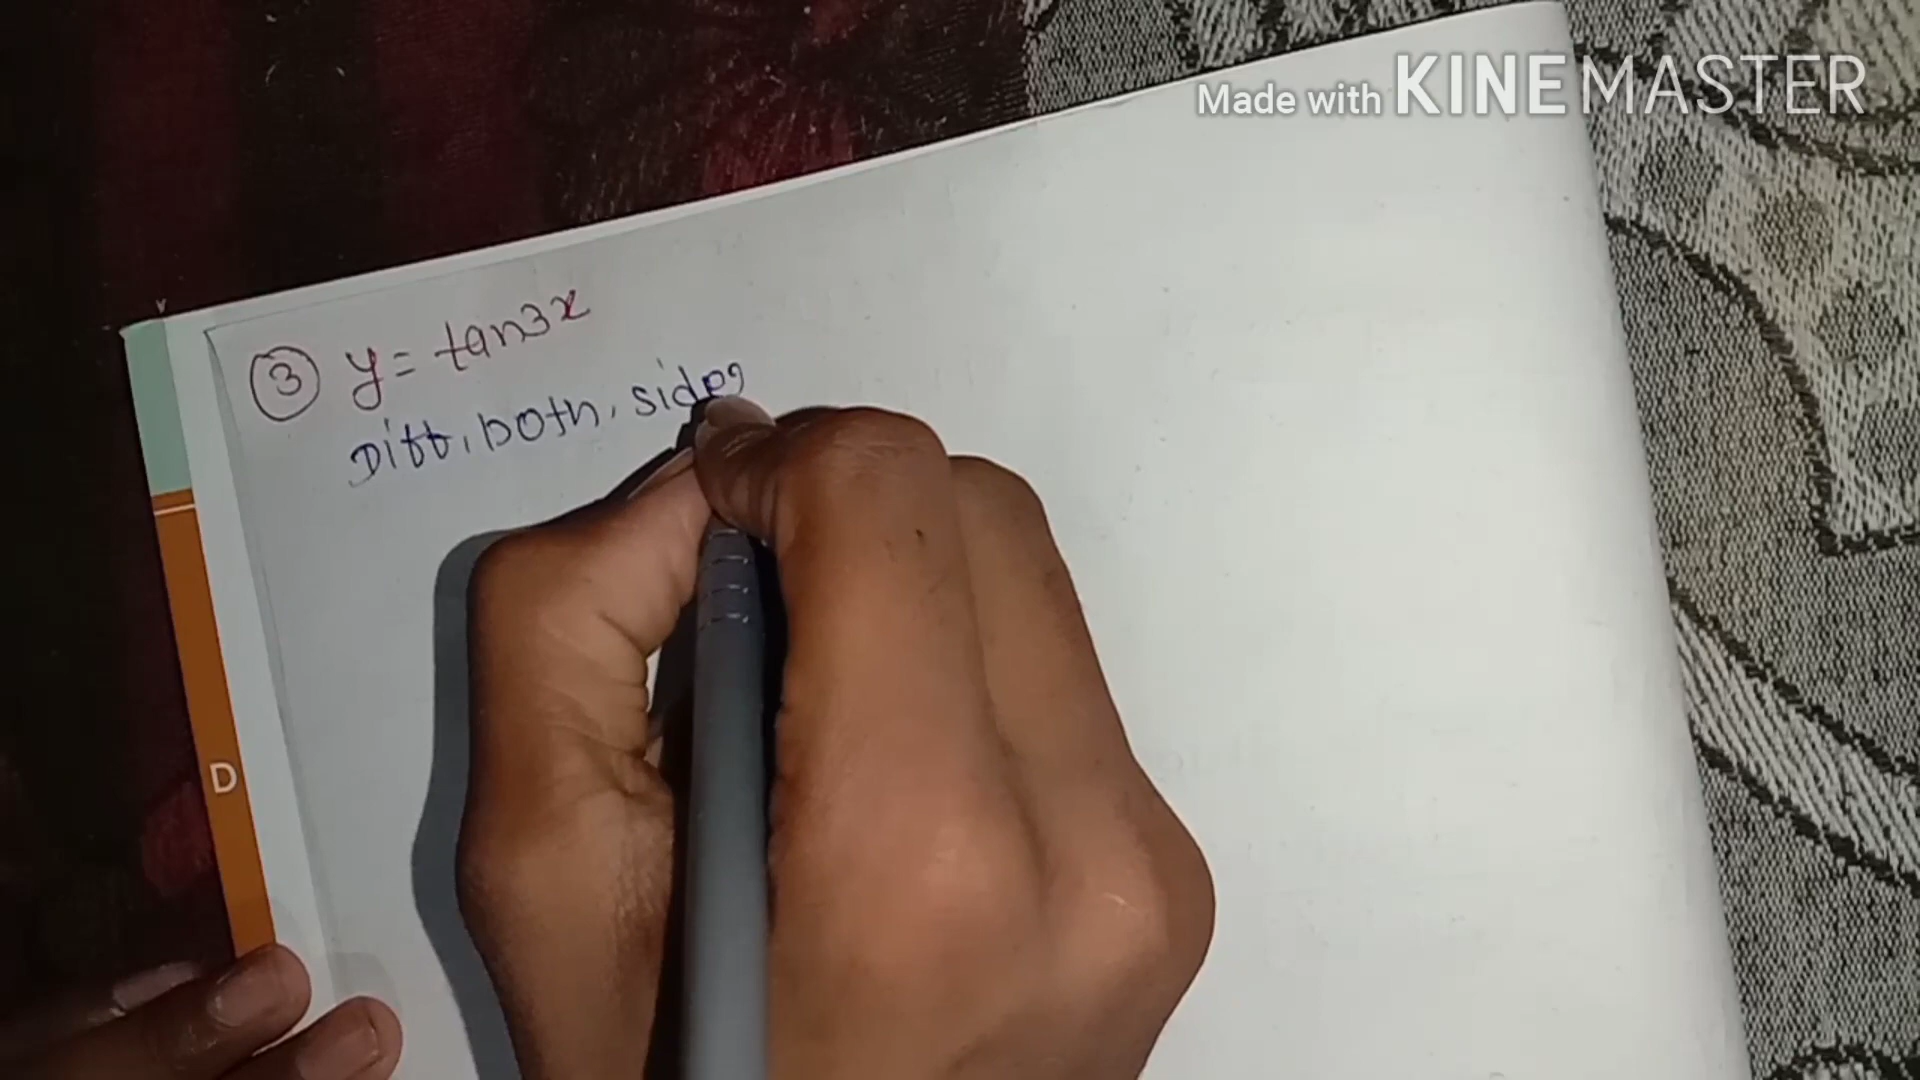 Made with KINEMASTER
③ y = tan3x
Diff, both, sides
D